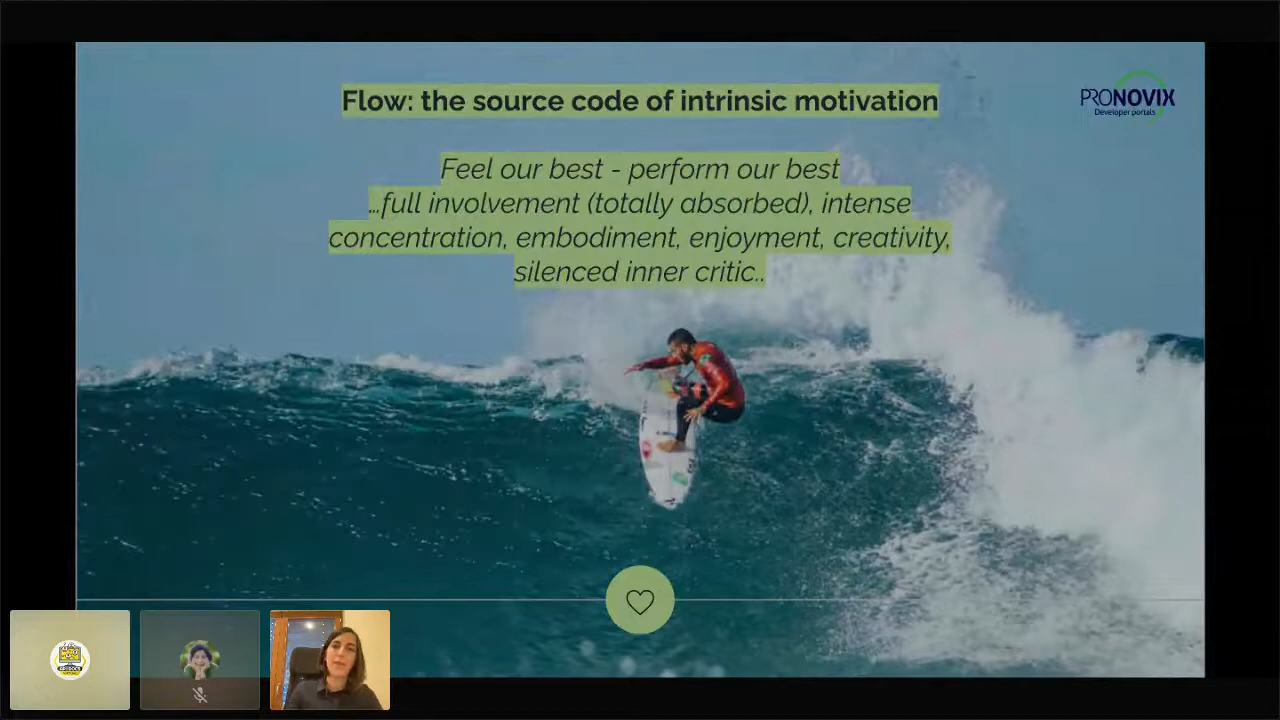 Flow: the source code of intrinsic motivation
PRONOVIX
Developer portals
Feel our best - perform our best
...full involvement (totally absorbed), intense
concentration, embodiment, enjoyment, creativity,
silenced inner critic..